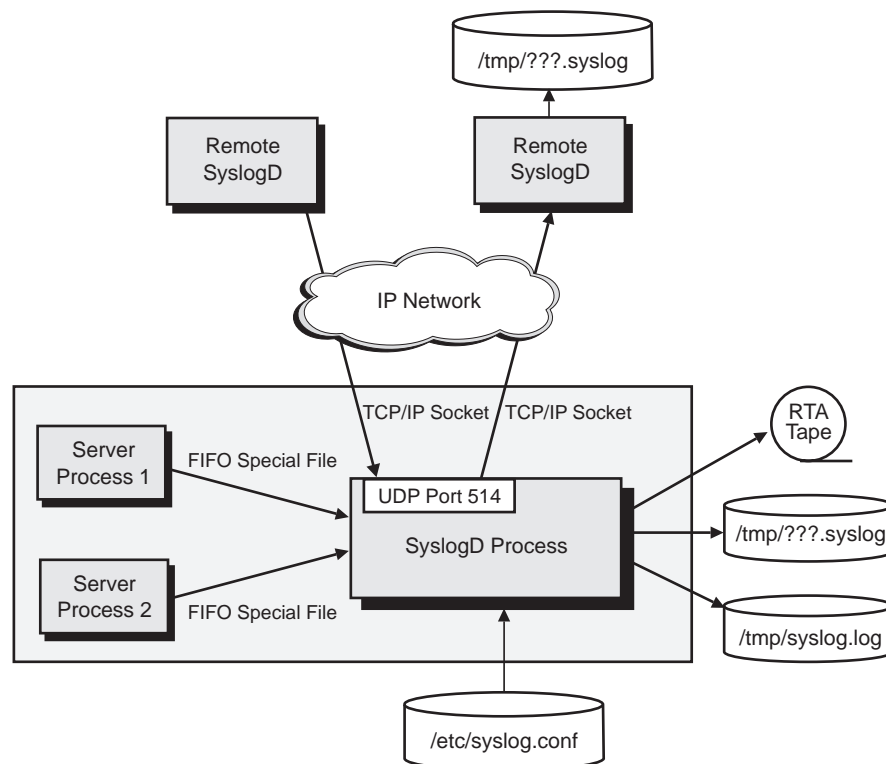 /tmp/???.syslog
Remote
SyslogD
Remote
SyslogD
IP Network
TCP/IP Socket
TCP/IP Socket
RTA
Tape
Server
Process 1
FIFO Special File
UDP Port 514
SyslogD Process
/tmp/???.syslog
Server
Process 2
FIFO Special File
/tmp/syslog.log
/etc/syslog.conf